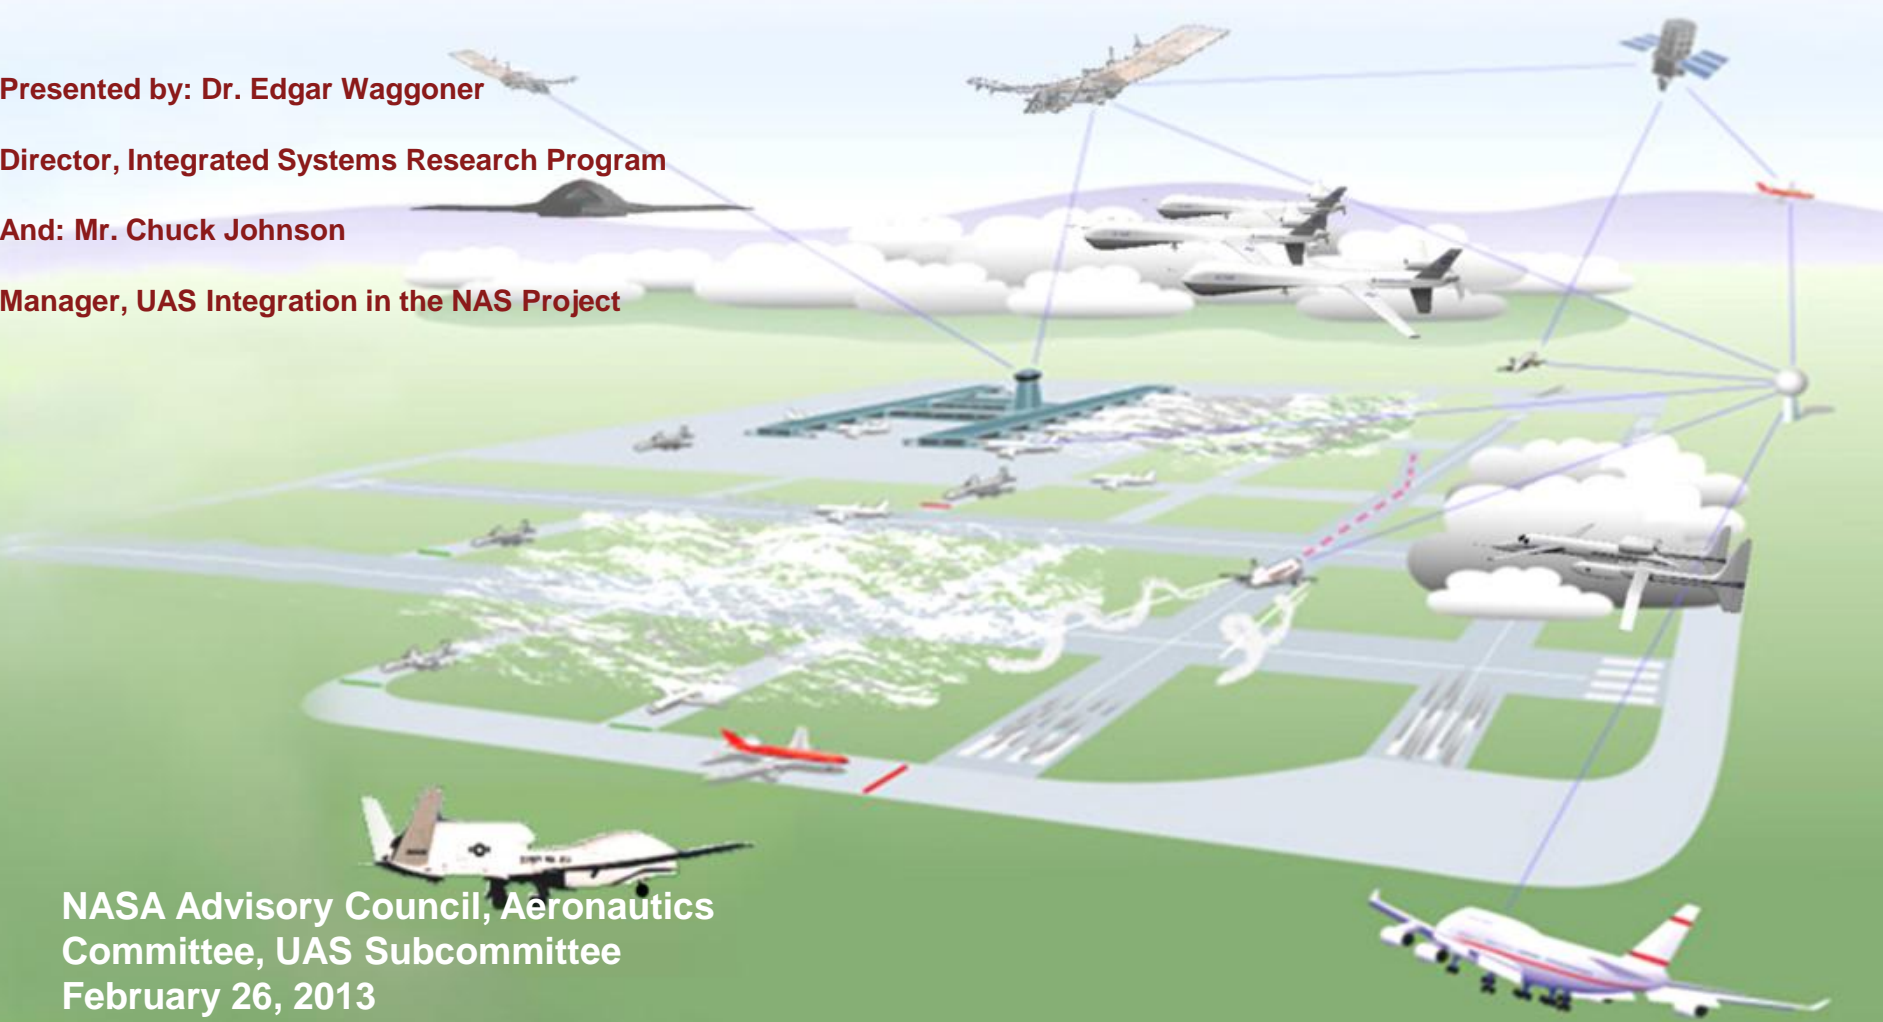 Presented by: Dr. Edgar Waggoner
Director, Integrated Systems Research Program
And: Mr. Chuck Johnson
Manager, UAS Integration in the NAS Project
NASA Advisory Council, Aeronautics
Committee, UAS Subcommittee
February 26, 2013